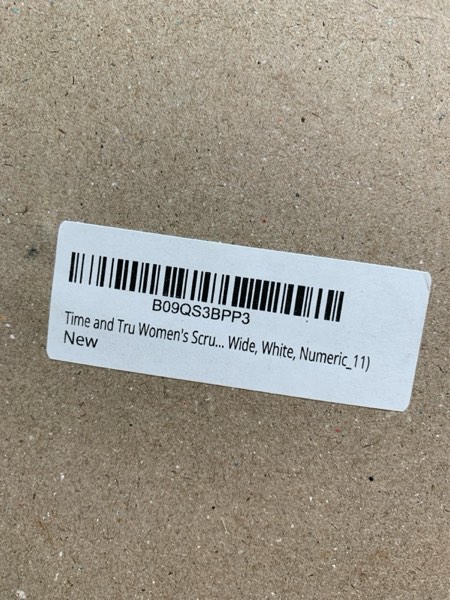 B09QS3BPP3
Time and Tru Women's Scru... Wide, White, Numeric_11)
New